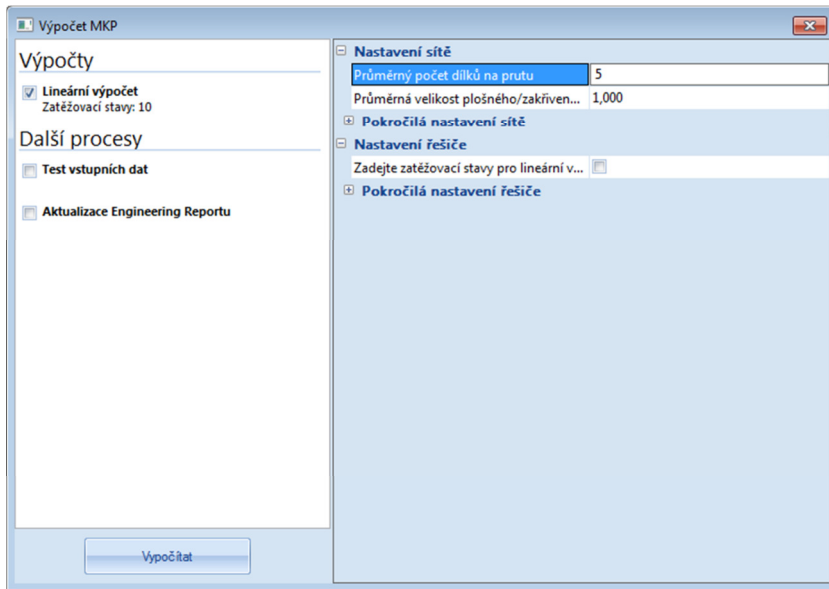 Výpočet MKP
Výpočty
Lineární výpočet
Zatěžovací stavy: 10
Další procesy
Test vstupních dat
Aktualizace Engineering Reportu
Vypočítat
Nastavení sítě
Průměrný počet dílků na prutu 5
Průměrná velikost plošného/zakřiven... 1,000
Pokročilá nastavení sítě
Nastavení řešiče
Zadejte zatěžovací stavy pro lineární v...
Pokročilá nastavení řešiče